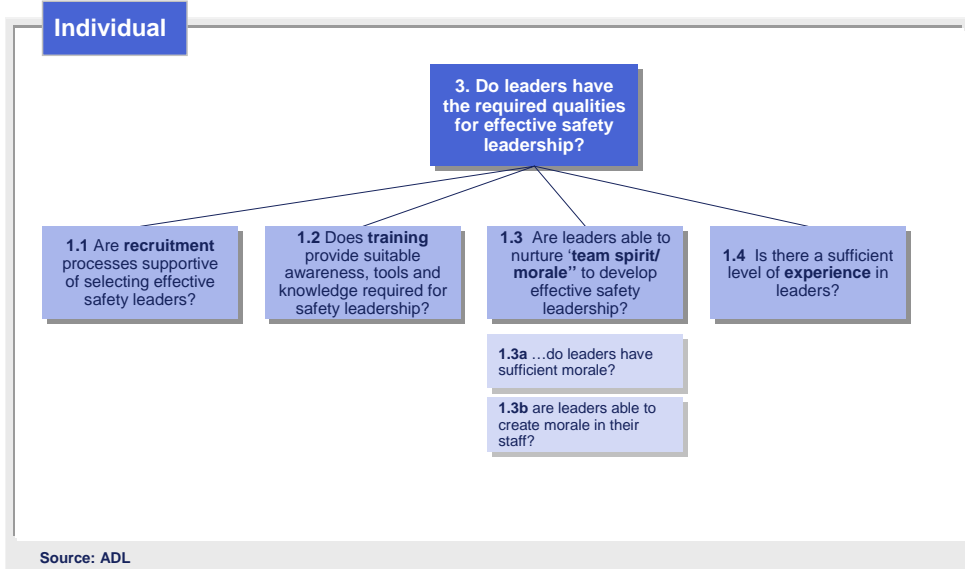 Individual
3. Do leaders have
the required qualities
for effective safety
leadership?
1.1 Are recruitment
processes supportive
of selecting effective
safety leaders?
1.2 Does training
provide suitable
awareness, tools and
knowledge required for
safety leadership?
1.3 Are leaders able to
nurture ‘team spirit/
morale’’ to develop
effective safety
leadership?
1.4 Is there a sufficient
level of experience in
leaders?
1.3a …do leaders have
sufficient morale?
1.3b are leaders able to
create morale in their
staff?
Source: ADL